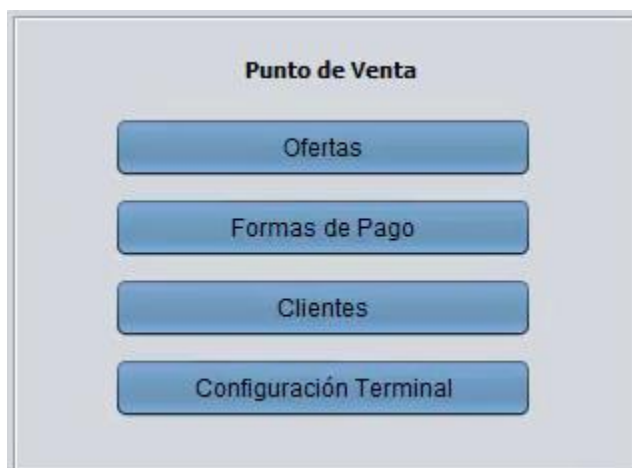 Punto de Venta
Ofertas
Formas de Pago
Clientes
Configuración Terminal